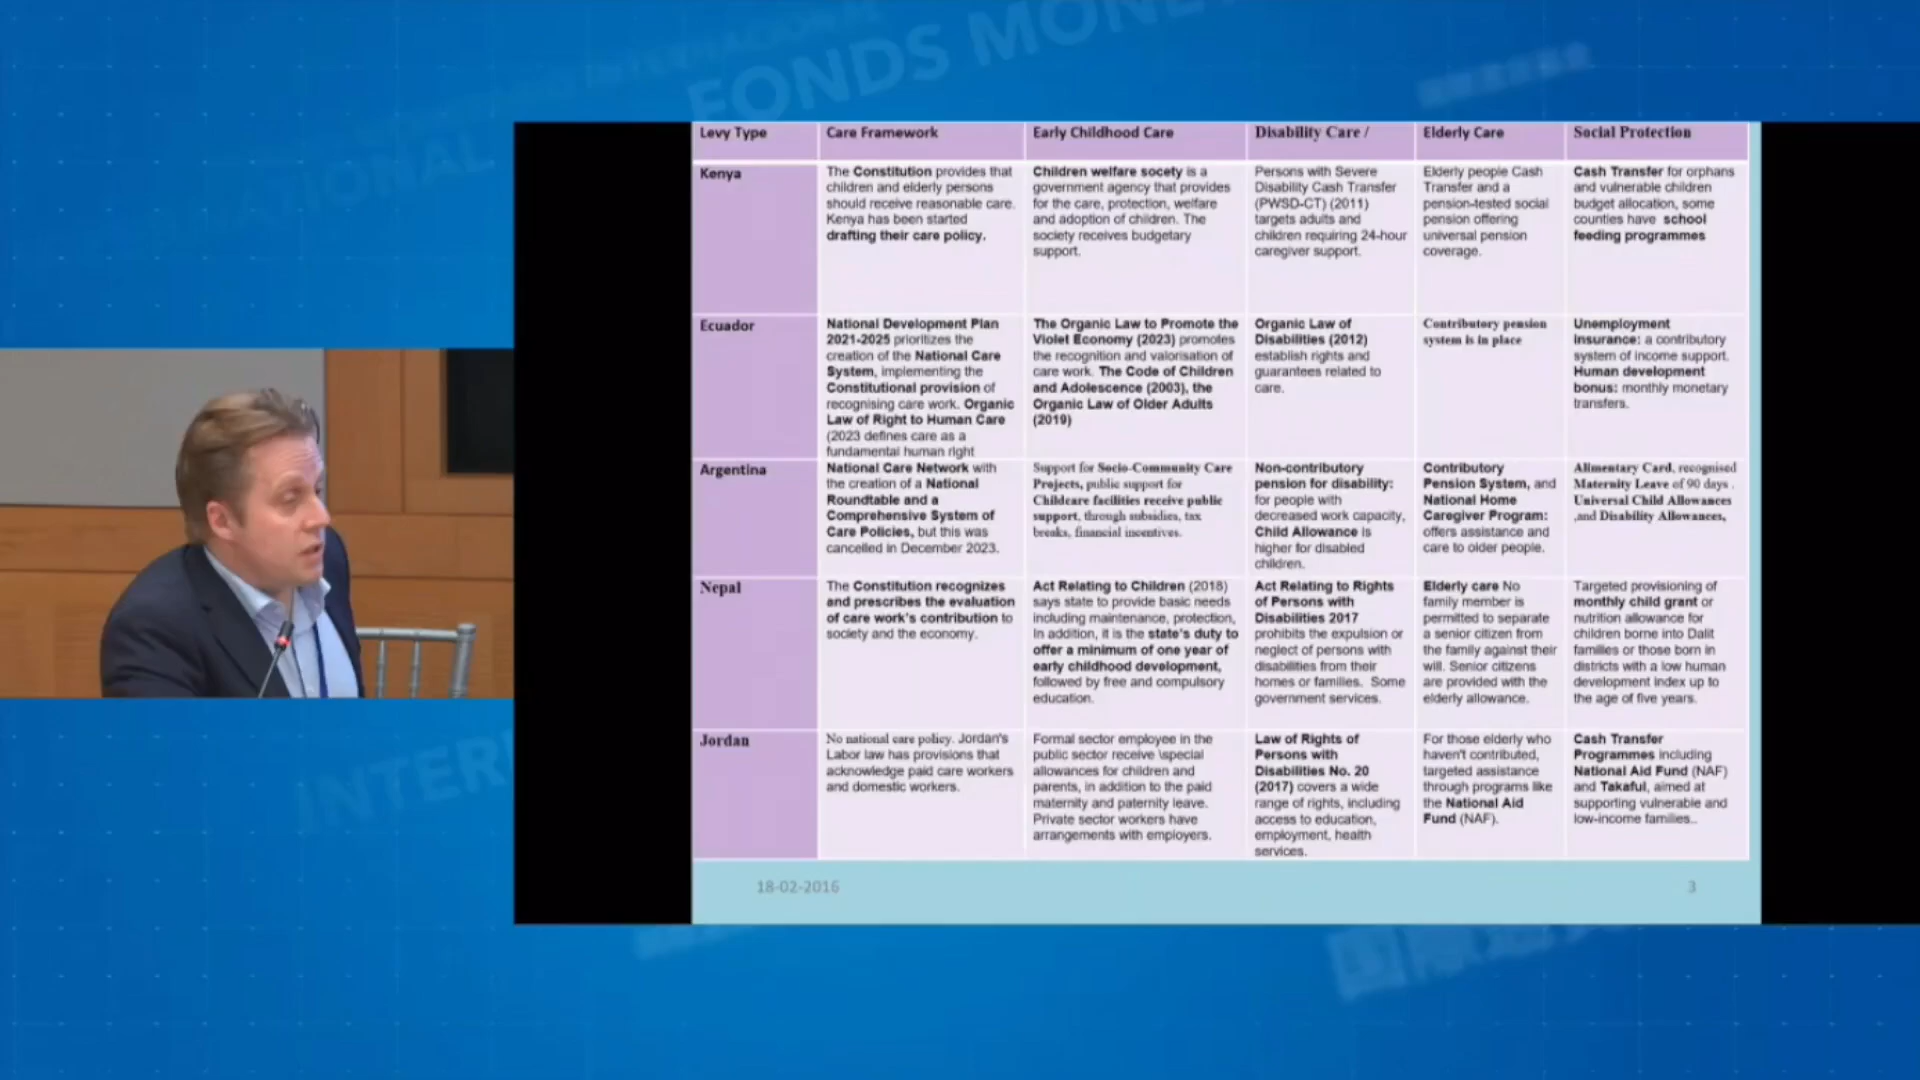 FONDS MONE
IONAL
INTER
Levy Type
Care Framework
Early Childhood Care
Disability Care /
Elderly Care
Social Protection
Kenya
The Constitution provides that
children and elderly persons
should receive reasonable care.
Kenya has been started
drafting their care policy.
Children welfare society is a
government agency that provides
for the care, protection, welfare
and adoption of children. The
society receives budgetary
support.
Persons with Severe
Disability Cash Transfer
(PWSD-CT) (2011)
targets adults and
children requiring 24-hour
caregiver support.
Elderly people Cash
Transfer and a
pension-tested social
pension offering
universal pension
coverage.
Cash Transfer for orphans
and vulnerable children
budget allocation, some
counties have school
feeding programmes
Ecuador
National Development Plan
2021-2025 prioritizes the
creation of the National Care
System, implementing the
Constitutional provision of
recognising care work. Organic
Law of Right to Human Care
(2023 defines care as a
fundamental human right
The Organic Law to Promote the
Violet Economy (2023) promotes
the recognition and valorisation of
care work. The Code of Children
and Adolescence (2003), the
Organic Law of Older Adults
(2019)
Organic Law of
Disabilities (2012)
establish rights and
guarantees related to
care.
Contributory pension
system is in place
Unemployment
Insurance: a contributory
system of income support.
Human development
bonus: monthly monetary
transfers.
Argentina
National Care Network with
the creation of a National
Roundtable and a
Comprehensive System of
Care Policies, but this was
cancelled in December 2023.
Support for Socio-Community Care
Projects, public support for
Childcare facilities receive public
support, through subsidies, tax
breaks, financial incentives.
Non-contributory
pension for disability:
for people with
decreased work capacity,
Child Allowance is
higher for disabled
children.
Contributory
Pension System, and
National Home
Caregiver Program:
offers assistance and
care to older people.
Alimentary Card, recognised
Maternity Leave of 90 days .
Universal Child Allowances
,and Disability Allowances,
Nepal
The Constitution recognizes
and prescribes the evaluation
of care work's contribution to
society and the economy.
Act Relating to Children (2018)
says state to provide basic needs
including maintenance, protection,
In addition, it is the state's duty to
offer a minimum of one year of
early childhood development,
followed by free and compulsory
education.
Act Relating to Rights
of Persons with
Disabilities 2017
prohibits the expulsion or
neglect of persons with
disabilities from their
homes or families. Some
government services.
Elderly care No
family member is
permitted to separate
a senior citizen from
the family against their
will. Senior citizens
are provided with the
elderly allowance.
Targeted provisioning of
monthly child grant or
nutrition allowance for
children borne into Dalit
families or those born in
districts with a low human
development index up to
the age of five years.
Jordan
No national care policy. Jordan's
Labor law has provisions that
acknowledge paid care workers
and domestic workers.
Formal sector employee in the
public sector receive \special
allowances for children and
parents, in addition to the paid
maternity and paternity leave.
Private sector workers have
arrangements with employers.
Law of Rights of
Persons with
Disabilities No. 20
(2017) covers a wide
range of rights, including
access to education,
employment, health
services.
For those elderly who
haven't contributed,
targeted assistance
through programs like
the National Aid
Fund (NAF).
Cash Transfer
Programmes including
National Aid Fund (NAF)
and Takaful, aimed at
supporting vulnerable and
low-income families..
18-02-2016
3